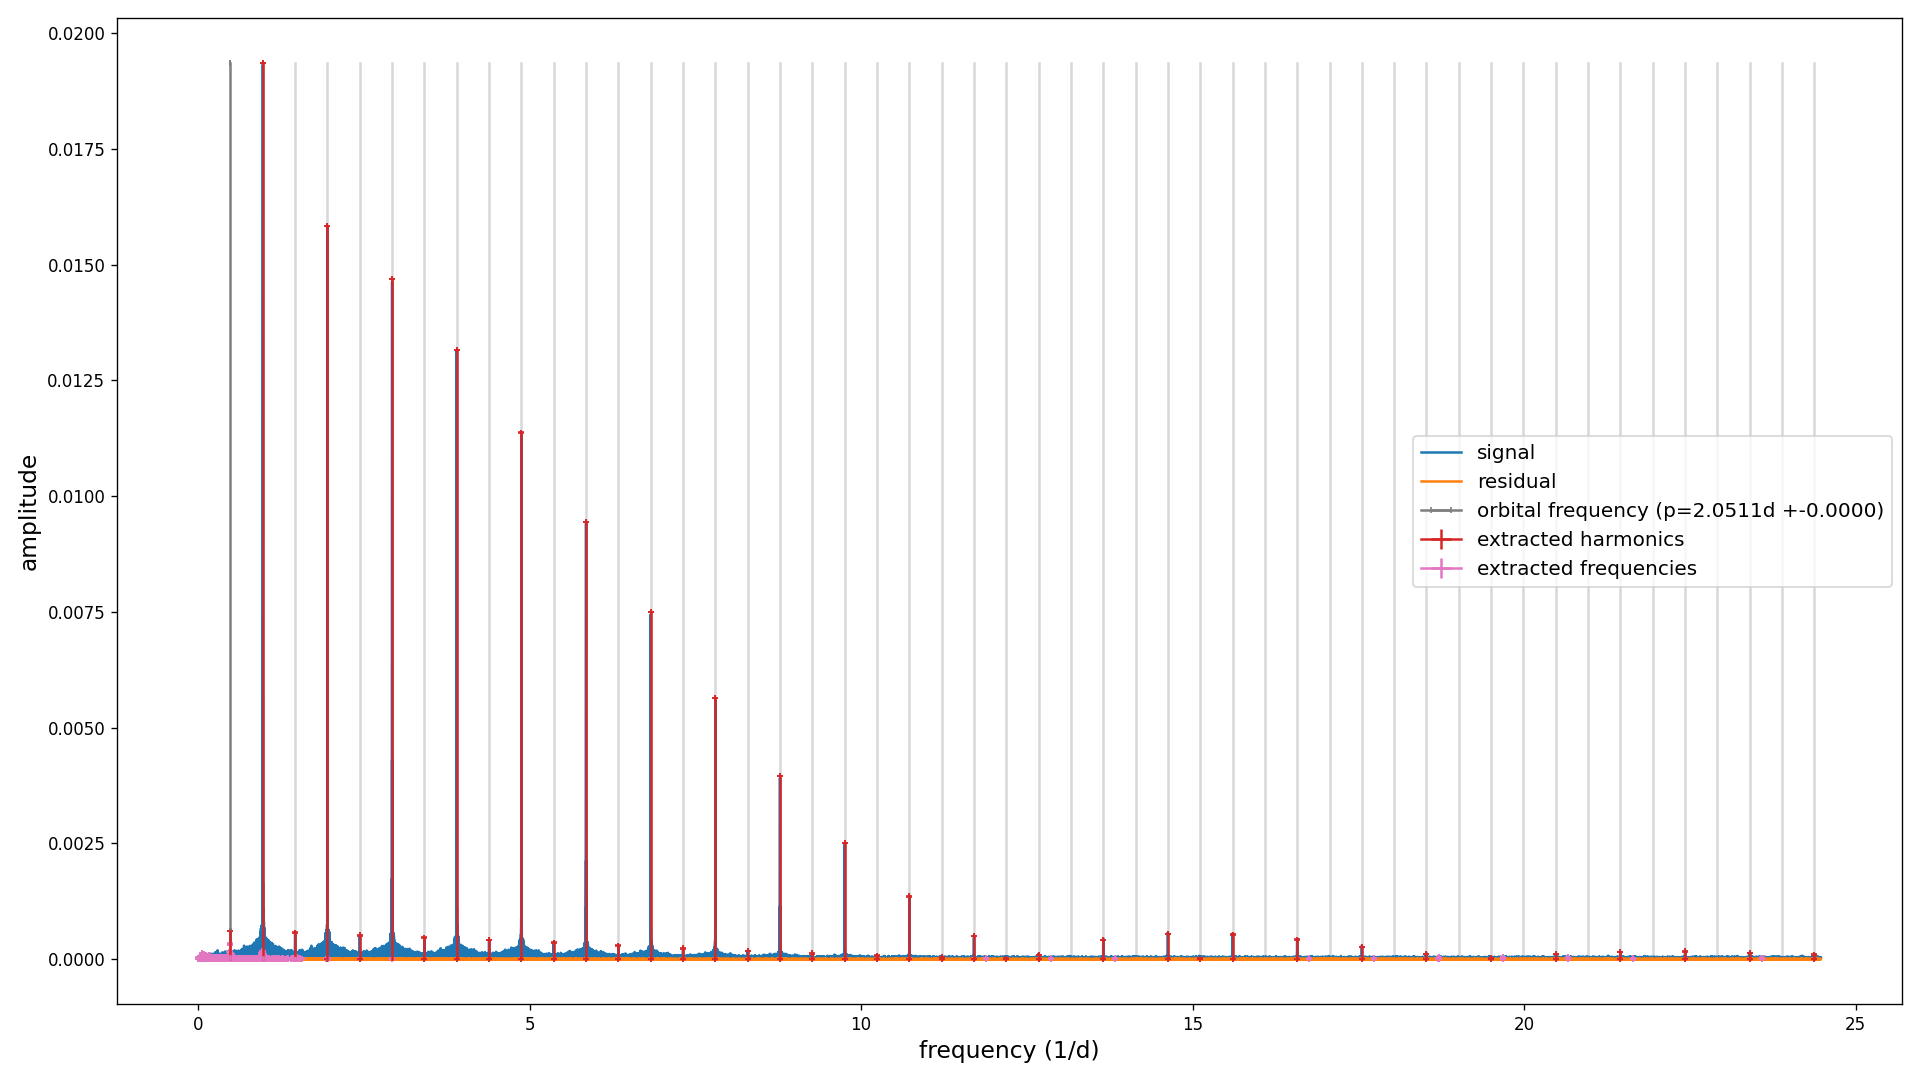 0.0200
0.0175
0.0150
0.0125
0.0100
0.0075
0.0050
0.0025
0.0000
amplitude
signal
residual
orbital frequency (p=2.0511d +-0.0000)
extracted harmonics
extracted frequencies
0 5 10 15 20 25
frequency (1/d)